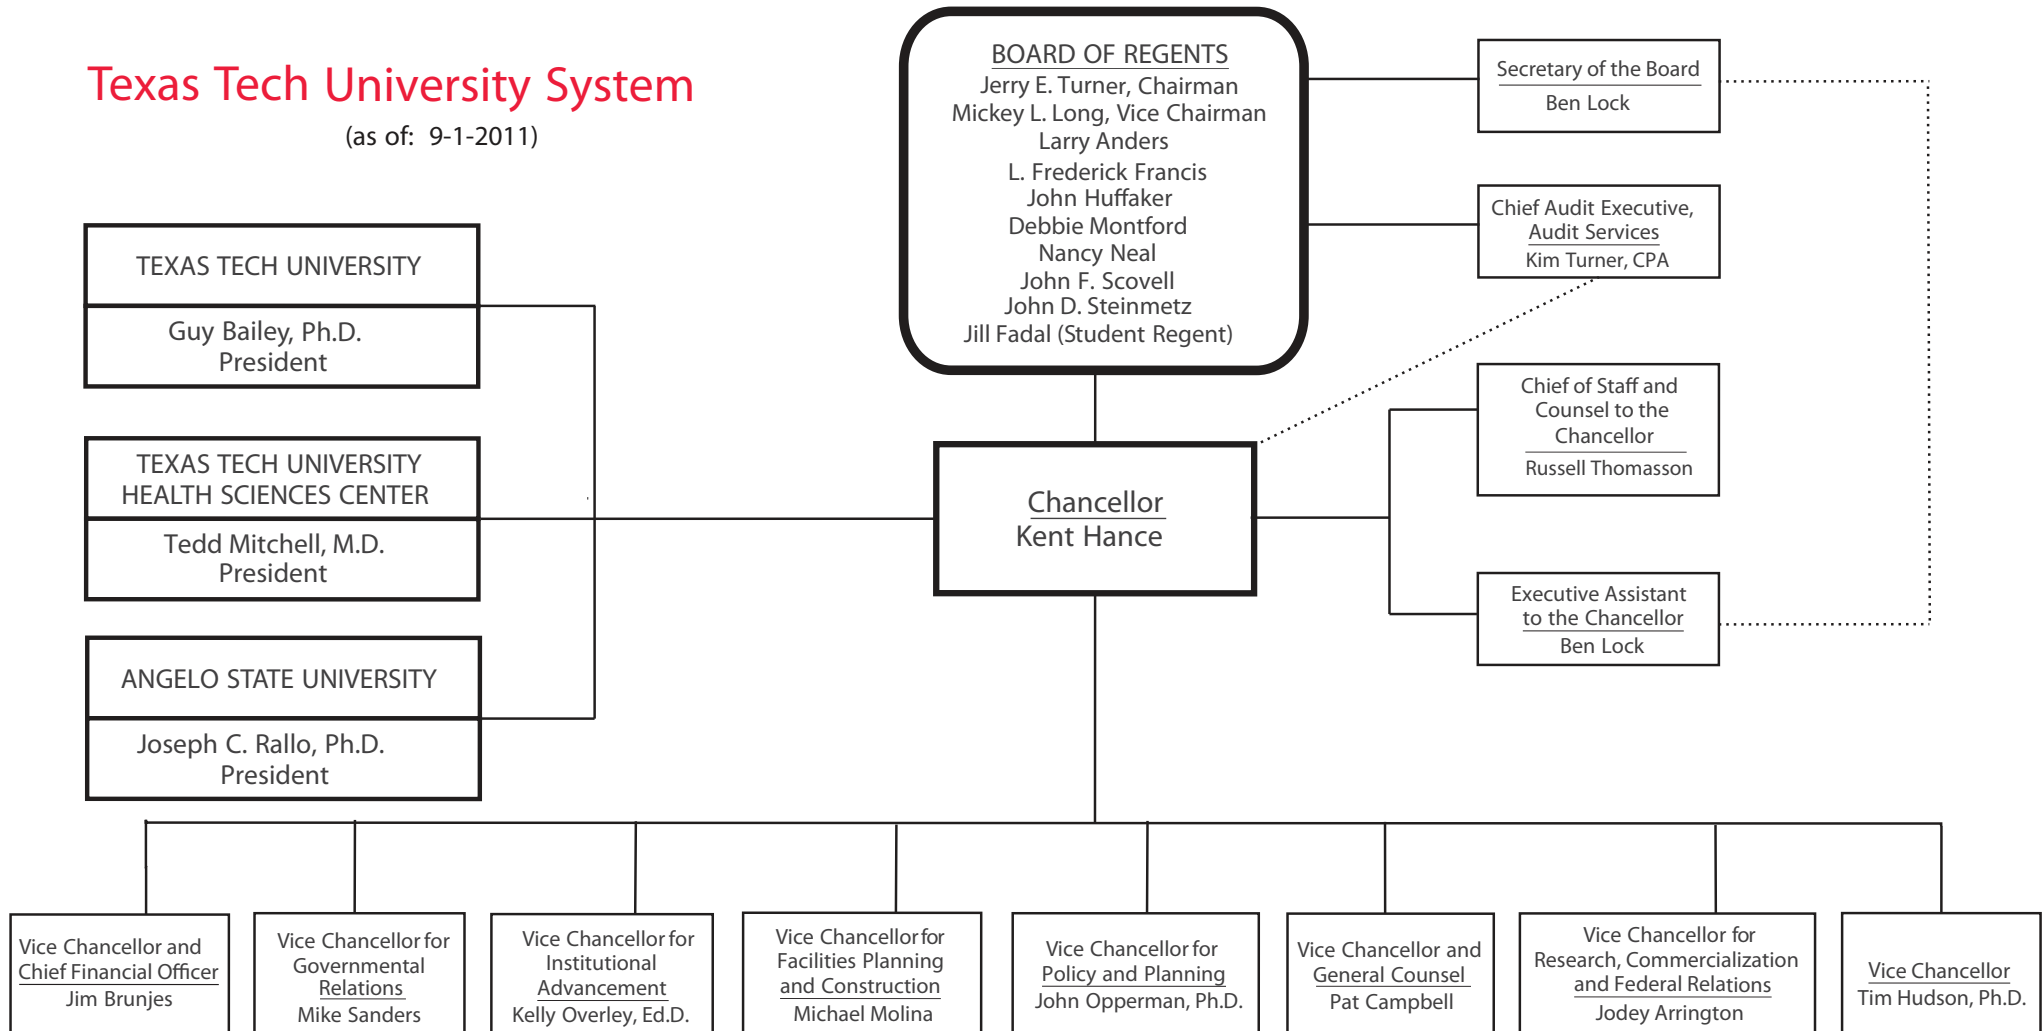 Texas Tech University System
(as of: 9-1-2011)
BOARD OF REGENTS
Jerry E. Turner, Chairman
Mickey L. Long, Vice Chairman
Larry Anders
L. Frederick Francis
John Huffaker
Debbie Montford
Nancy Neal
John F. Scovell
John D. Steinmetz
Jill Fadal (Student Regent)
Secretary of the Board
Ben Lock
Chief Audit Executive,
Audit Services
Kim Turner, CPA
TEXAS TECH UNIVERSITY
Guy Bailey, Ph.D.
President
TEXAS TECH UNIVERSITY
HEALTH SCIENCES CENTER
Tedd Mitchell, M.D.
President
ANGELO STATE UNIVERSITY
Joseph C. Rallo, Ph.D.
President
Chancellor
Kent Hance
Chief of Staff and
Counsel to the
Chancellor
Russell Thomasson
Executive Assistant
to the Chancellor
Ben Lock
Vice Chancellor and
Chief Financial Officer
Jim Brunjes
Vice Chancellor for
Governmental
Relations
Mike Sanders
Vice Chancellor for
Institutional
Advancement
Kelly Overley, Ed.D.
Vice Chancellor for
Facilities Planning
and Construction
Michael Molina
Vice Chancellor for
Policy and Planning
John Opperman, Ph.D.
Vice Chancellor and
General Counsel
Pat Campbell
Vice Chancellor for
Research, Commercialization
and Federal Relations
Jodey Arrington
Vice Chancellor
Tim Hudson, Ph.D.